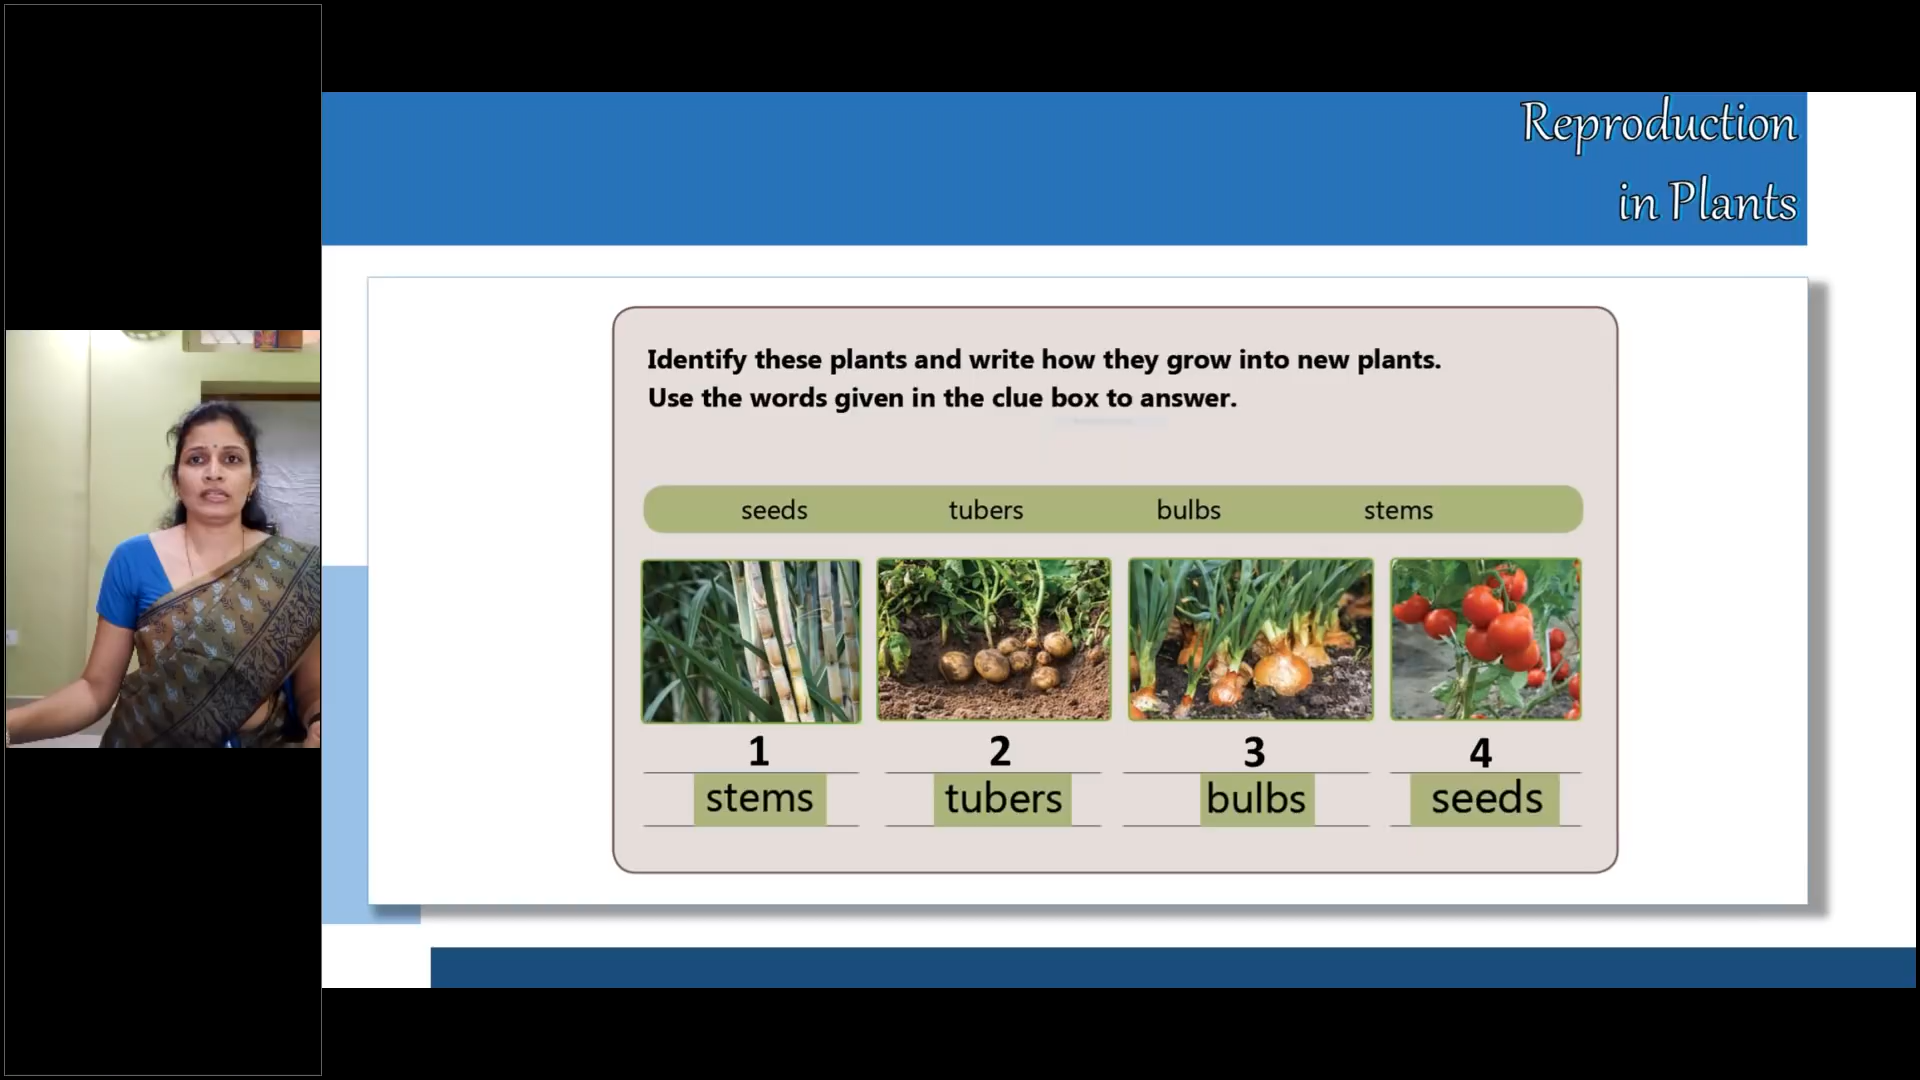 Reproduction
in Plants
Identify these plants and write how they grow into new plants.
Use the words given in the clue box to answer.
seeds tubers bulbs stems
1 2 3 4
stems tubers bulbs seeds